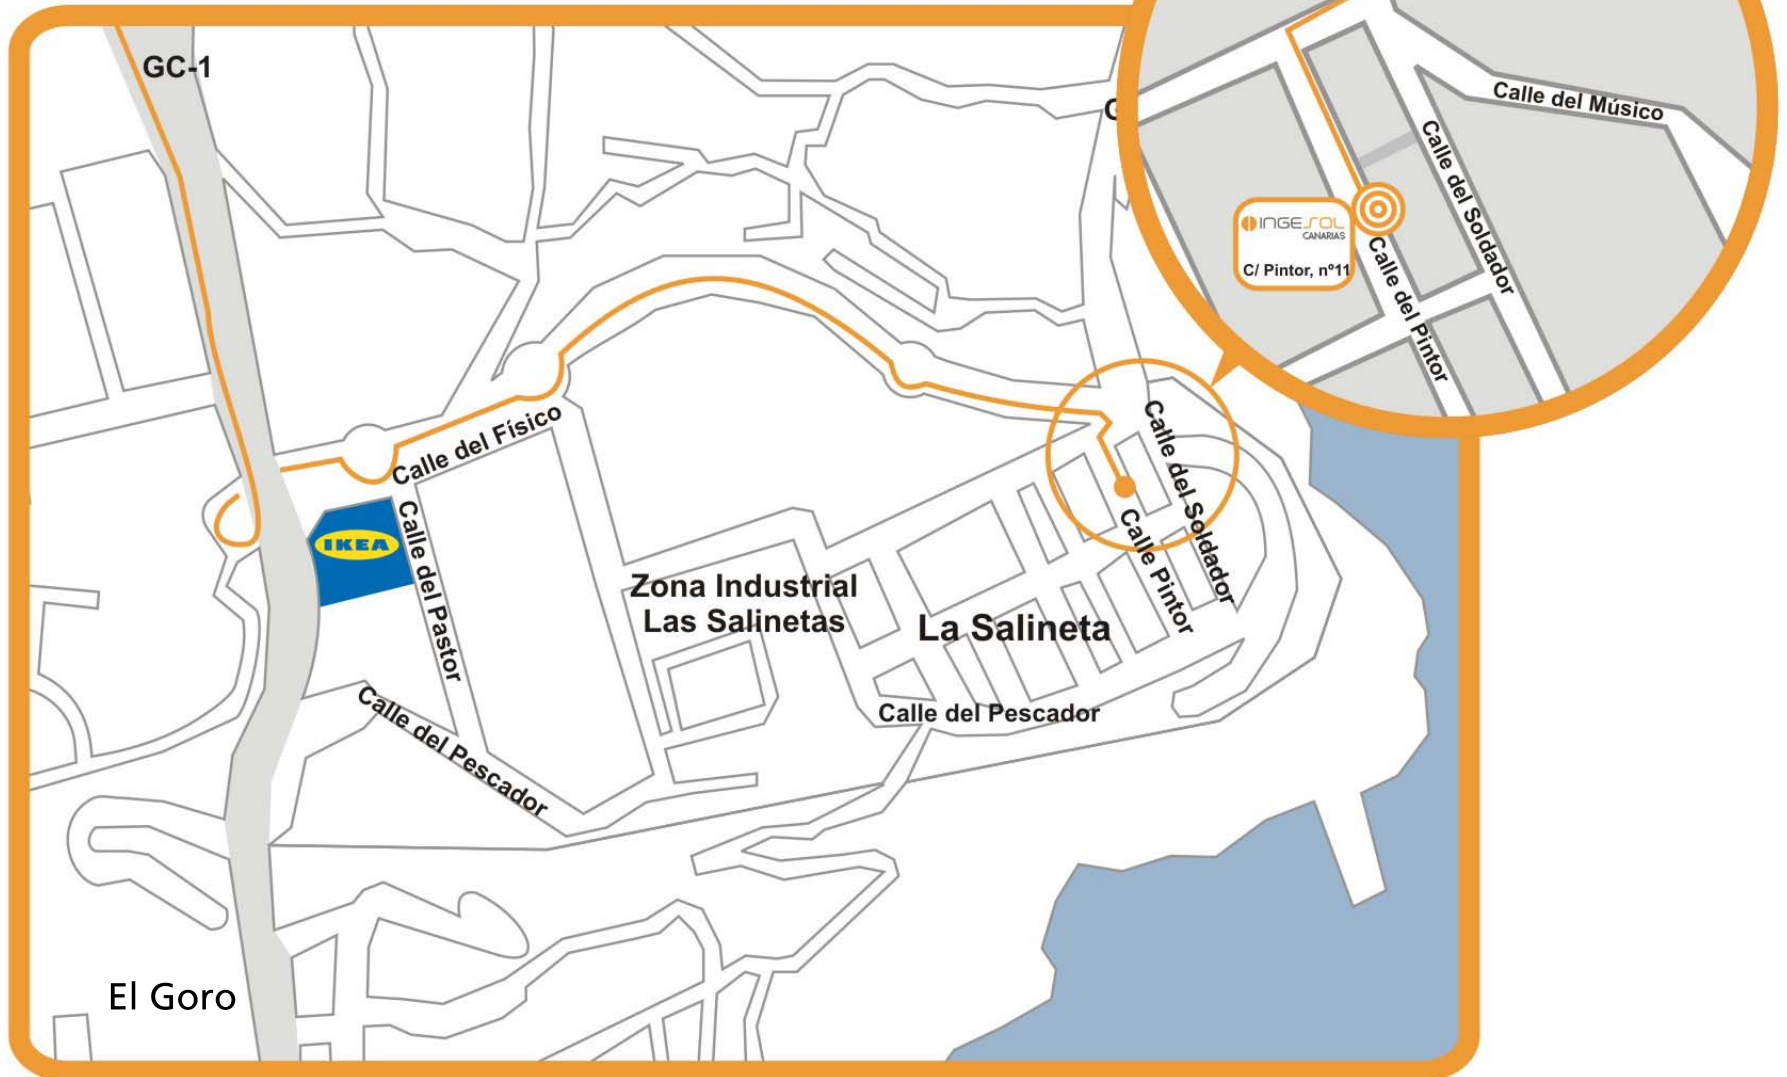 GC-1
G
Calle del Músico
Calle del Soldador
INGESOL
CANARIAS
C/ Pintor, nº11
Calle del Pintor
Calle del Físico
IKEA
Calle del Pastor
Calle del Soldador
Calle Pintor
Zona Industrial
Las Salinetas
La Salineta
Calle del Pescador
Calle del Pescador
El Goro